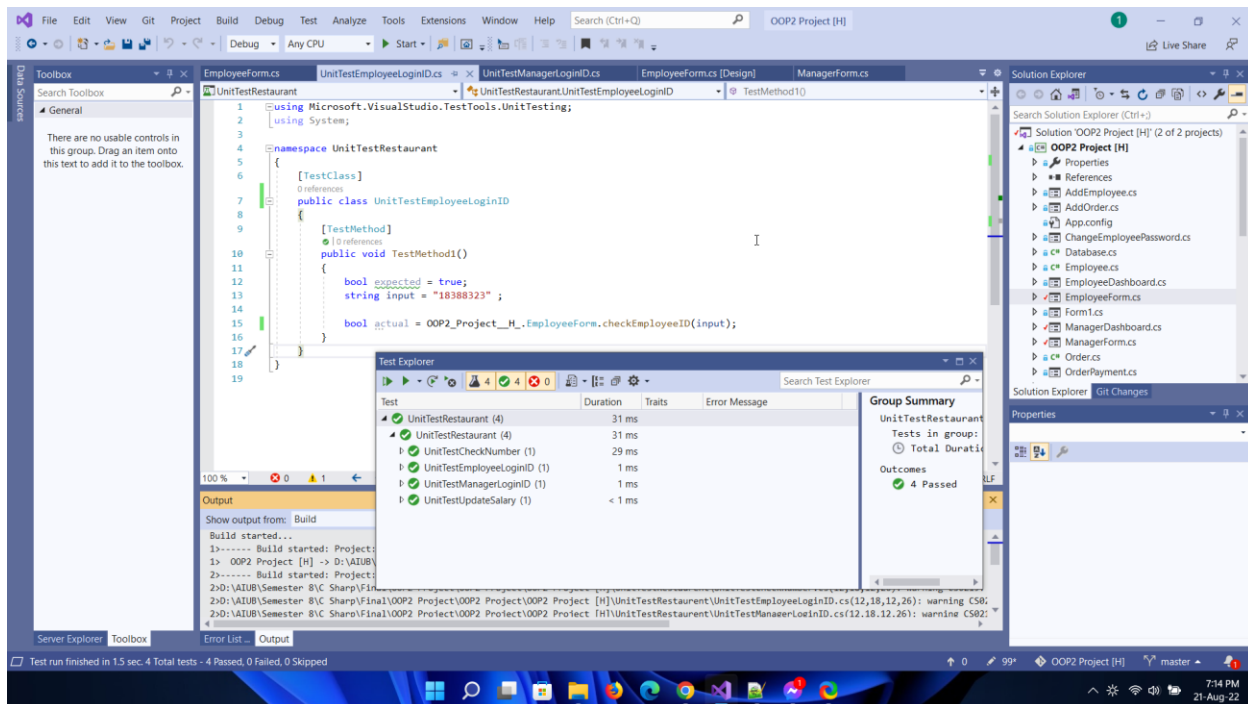 File Edit View Git Project Build Debug Test Analyze Tools Extensions Window Help Search (Ctrl+Q) OOP2 Project [H] 1
Debug Any CPU Start Live Share
Data Sources
Toolbox
Search Toolbox
General
There are no usable controls in
this group. Drag an item onto
this text to add it to the toolbox.
EmployeeForm.cs UnitTestEmployeeLoginID.cs UnitTestManagerLoginID.cs EmployeeForm.cs [Design] ManagerForm.cs
UnitTestRestaurant UnitTestRestaurant.UnitTestEmployeeLoginID TestMethod1()
1 using Microsoft.VisualStudio.TestTools.UnitTesting;
2 using System;
3
4 namespace UnitTestRestaurant
5 {
6 [TestClass]
0 references
7 public class UnitTestEmployeeLoginID
8 {
9 [TestMethod]
0 references
10 public void TestMethod1()
11 {
12 bool expected = true;
13 string input = "18388323" ;
14
15 bool actual = OOP2_Project__H_.EmployeeForm.checkEmployeeID(input);
16 }
17 }
18 }
19
100 % 0 1
Test Explorer
4 4 0 Search Test Explorer
Test Duration Traits Error Message
UnitTestRestaurant (4) 31 ms
UnitTestRestaurant (4) 31 ms
UnitTestCheckNumber (1) 29 ms
UnitTestEmployeeLoginID (1) 1 ms
UnitTestManagerLoginID (1) 1 ms
UnitTestUpdateSalary (1) < 1 ms
Group Summary
UnitTestRestaurant
Tests in group:
Total Duratio
Outcomes
4 Passed
Output
Show output from: Build
Build started...
1>------ Build started: Project:
1> OOP2 Project [H] -> D:\AIUB\
2>------ Build started: Project:
2>D:\AIUB\Semester 8\C Sharp\Fin
2>D:\AIUB\Semester 8\C Sharp\Final\OOP2 Project\OOP2 Project\OOP2 Project [H]\UnitTestRestaurent\UnitTestEmployeeLoginID.cs(12,18,12,26): warning CS02
2>D:\AIUB\Semester 8\C Sharp\Final\OOP2 Project\OOP2 Project\OOP2 Project [H]\UnitTestRestaurent\UnitTestManagerLoginID.cs(12,18,12,26): warning CS02
Server Explorer Toolbox
Error List ... Output
Solution Explorer
Search Solution Explorer (Ctrl+;)
Solution 'OOP2 Project [H]' (2 of 2 projects)
OOP2 Project [H]
Properties
References
AddEmployee.cs
AddOrder.cs
App.config
ChangeEmployeePassword.cs
Database.cs
Employee.cs
EmployeeDashboard.cs
EmployeeForm.cs
Form1.cs
ManagerDashboard.cs
ManagerForm.cs
Order.cs
OrderPayment.cs
Solution Explorer Git Changes
Properties
Test run finished in 1.5 sec. 4 Total tests - 4 Passed, 0 Failed, 0 Skipped 0 99+ OOP2 Project [H] master 1
7:14 PM
21-Aug-22